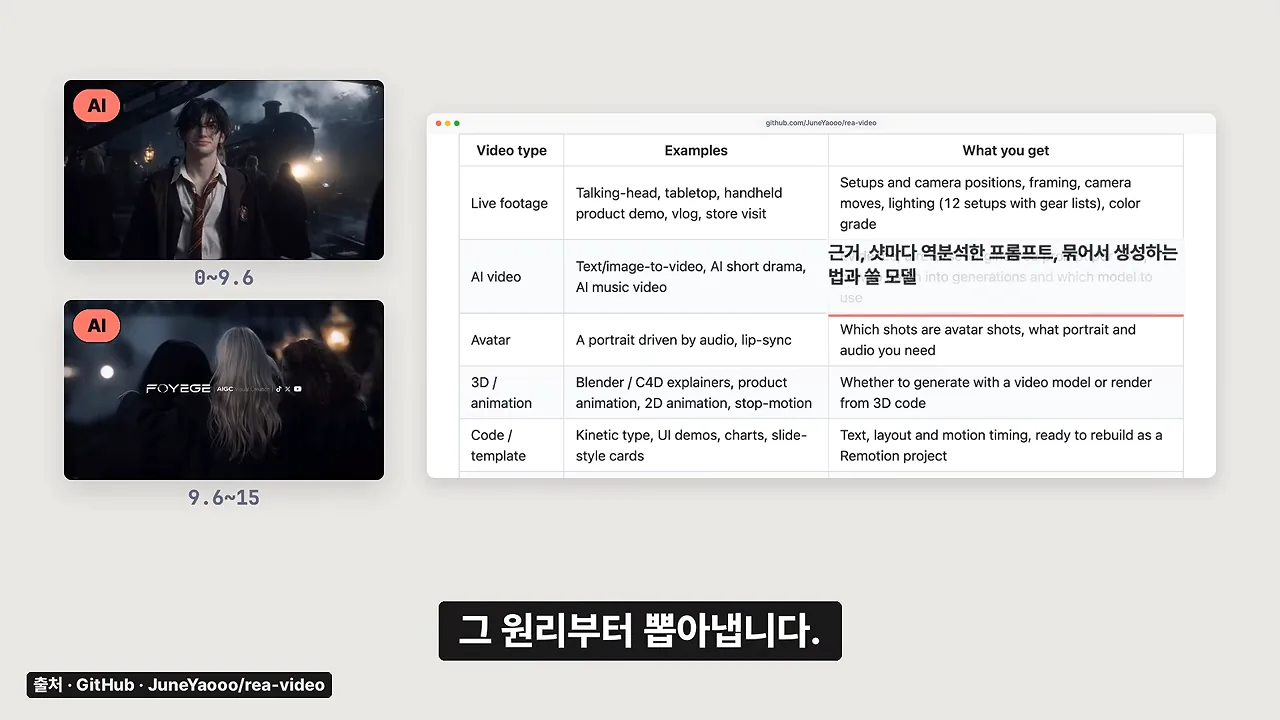 AI
0~9.6
AI
FOYEGE AIGC
9.6~15
github.com/JuneYaooo/rea-video
Video type
Examples
What you get
Live footage
Talking-head, tabletop, handheld
product demo, vlog, store visit
Setups and camera positions, framing, camera
moves, lighting (12 setups with gear lists), color
grade
AI video
Text/image-to-video, AI short drama,
AI music video
근거, 샷마다 역분석한 프롬프트, 묶어서 생성하는
법과 쓸 모델
into generations and which model to
use
Avatar
A portrait driven by audio, lip-sync
Which shots are avatar shots, what portrait and
audio you need
3D /
animation
Blender / C4D explainers, product
animation, 2D animation, stop-motion
Whether to generate with a video model or render
from 3D code
Code /
template
Kinetic type, UI demos, charts, slide-
style cards
Text, layout and motion timing, ready to rebuild as a
Remotion project
그 원리부터 뽑아냅니다.
출처 · GitHub · JuneYaooo/rea-video